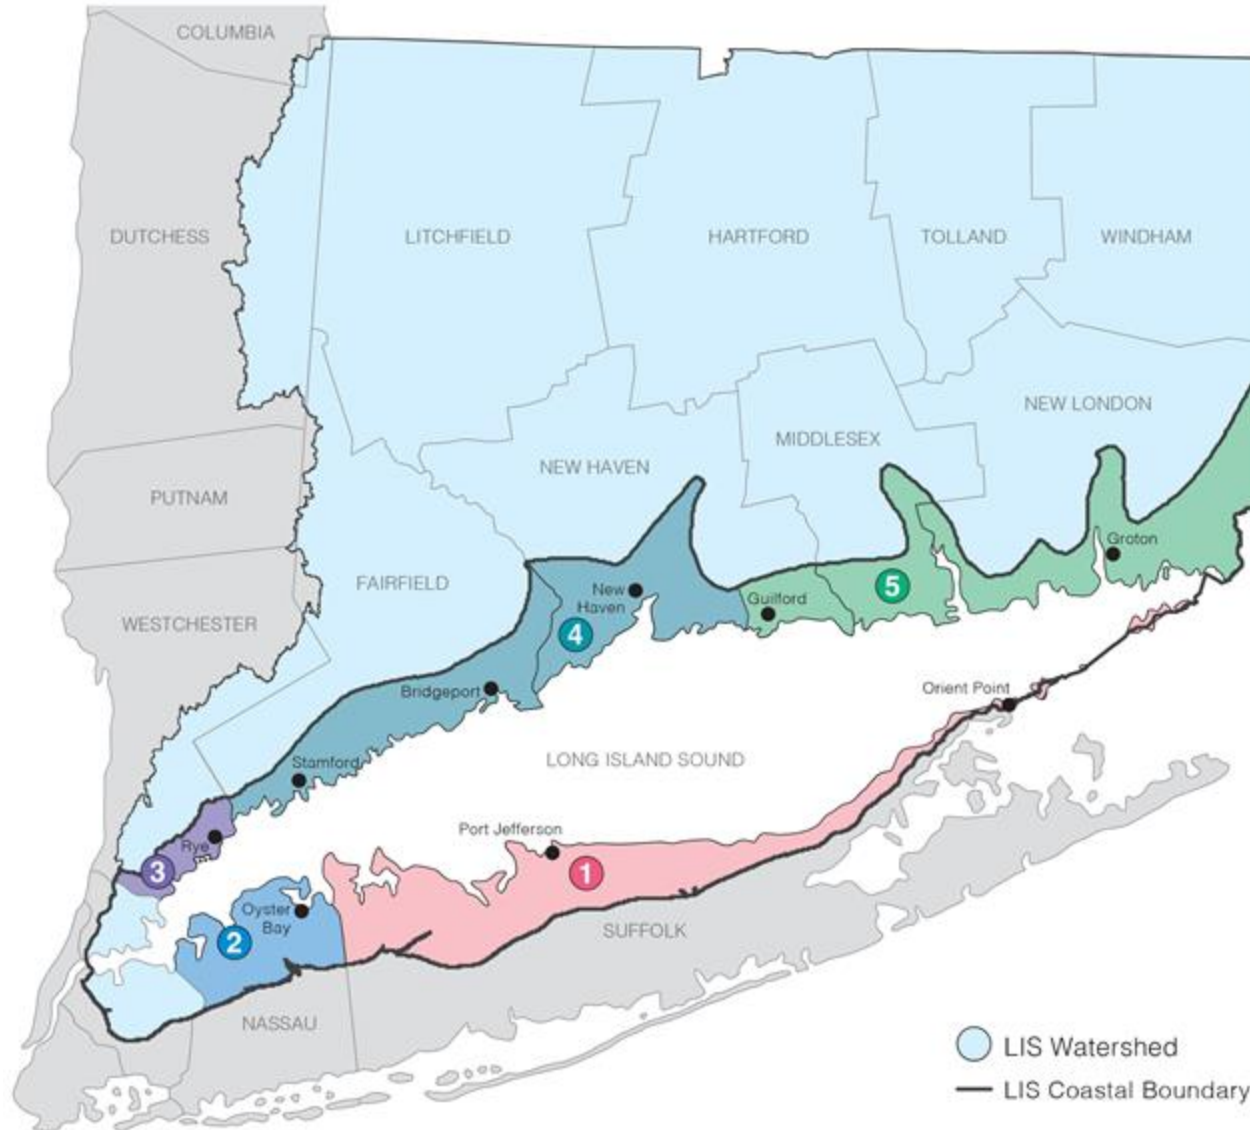 COLUMBIA
DUTCHESS
LITCHFIELD
HARTFORD
TOLLAND
WINDHAM
NEW LONDON
MIDDLESEX
NEW HAVEN
PUTNAM
FAIRFIELD
WESTCHESTER
Groton
5
Guilford
New
Haven
4
Bridgeport
Orient Point
LONG ISLAND SOUND
Stamford
Port Jefferson
Rye
3
1
Oyster
Bay
2
SUFFOLK
NASSAU
LIS Watershed
LIS Coastal Boundary